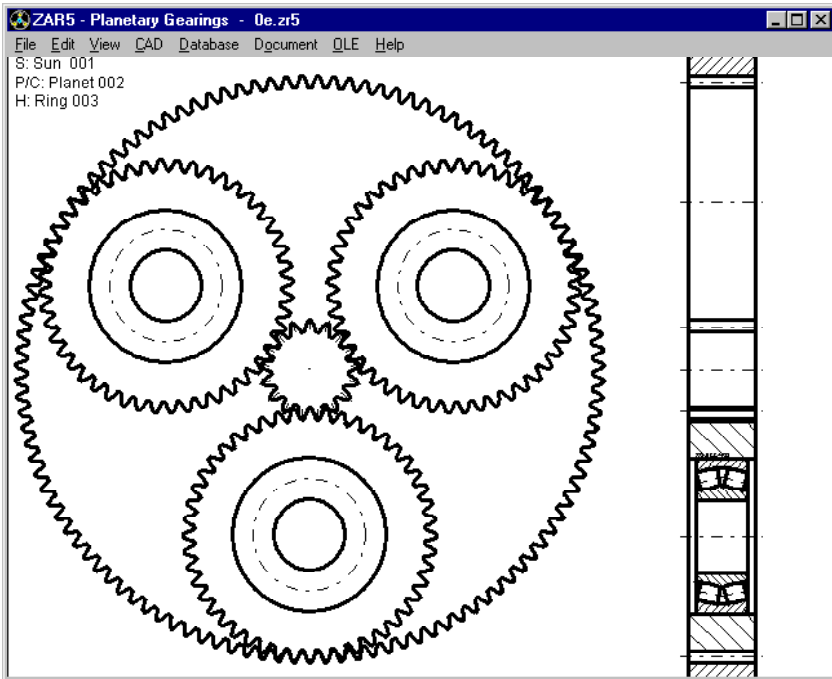 ZAR5 - Planetary Gearings - 0e.zr5
File Edit View CAD Database Document OLE Help
S: Sun 001
P/C: Planet 002
H: Ring 003